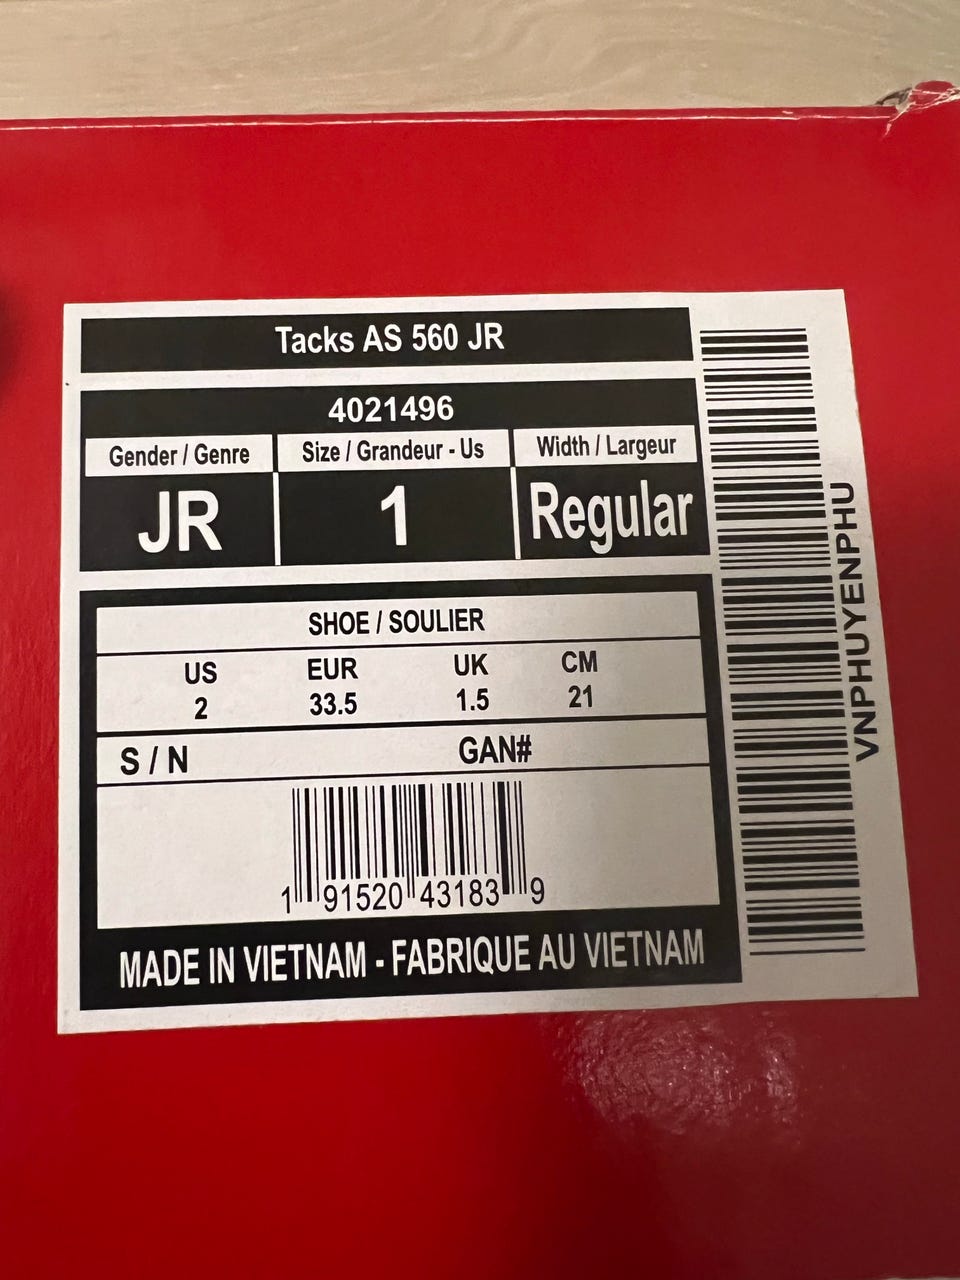 Tacks AS 560 JR
4021496
Gender / Genre Size / Grandeur - Us Width / Largeur
JR 1 Regular
SHOE / SOULIER
US EUR UK CM
2 33.5 1.5 21
S / N GAN#
1 91520 43183 9
MADE IN VIETNAM - FABRIQUE AU VIETNAM
VNPHUYENPHU